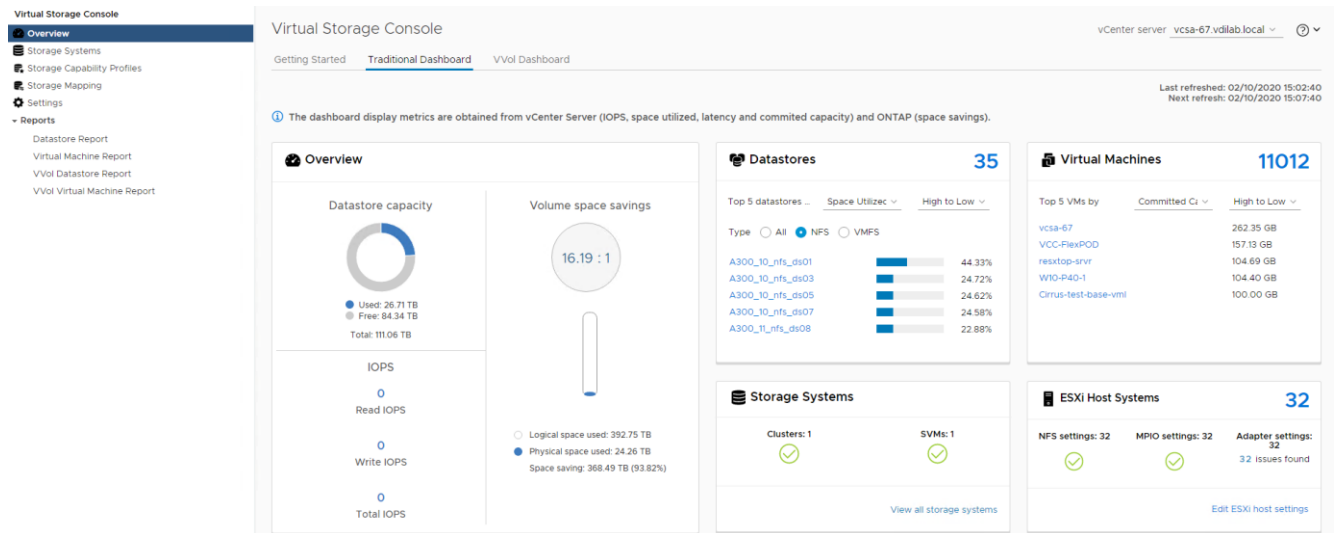 Virtual Storage Console
Overview
Storage Systems
Storage Capability Profiles
Storage Mapping
Settings
Reports
Datastore Report
Virtual Machine Report
VVol Datastore Report
VVol Virtual Machine Report
Virtual Storage Console
vCenter server vcsa-67.vdilab.local
Getting Started Traditional Dashboard VVol Dashboard
Last refreshed: 02/10/2020 15:02:40
Next refresh: 02/10/2020 15:07:40
The dashboard display metrics are obtained from vCenter Server (IOPS, space utilized, latency and commited capacity) and ONTAP (space savings).
Overview
Datastore capacity
Used: 26.71 TB
Free: 84.34 TB
Total: 111.06 TB
IOPS
0
Read IOPS
0
Write IOPS
0
Total IOPS
Volume space savings
16.19 : 1
Logical space used: 392.75 TB
Physical space used: 24.26 TB
Space saving: 368.49 TB (93.82%)
Datastores 35
Top 5 datastores ... Space Utilized High to Low
Type All NFS VMFS
A300_10_nfs_ds01 44.33%
A300_10_nfs_ds03 24.72%
A300_10_nfs_ds05 24.62%
A300_10_nfs_ds07 24.58%
A300_11_nfs_ds08 22.88%
Virtual Machines 11012
Top 5 VMs by Committed Ca High to Low
vcsa-67 262.35 GB
VCC-FlexPOD 157.13 GB
resxtop-srvr 104.69 GB
W10-P40-1 104.40 GB
Cirrus-test-base-vml 100.00 GB
Storage Systems
Clusters: 1 SVMs: 1
View all storage systems
ESXi Host Systems 32
NFS settings: 32 MPIO settings: 32 Adapter settings:
32
32 issues found
Edit ESXi host settings